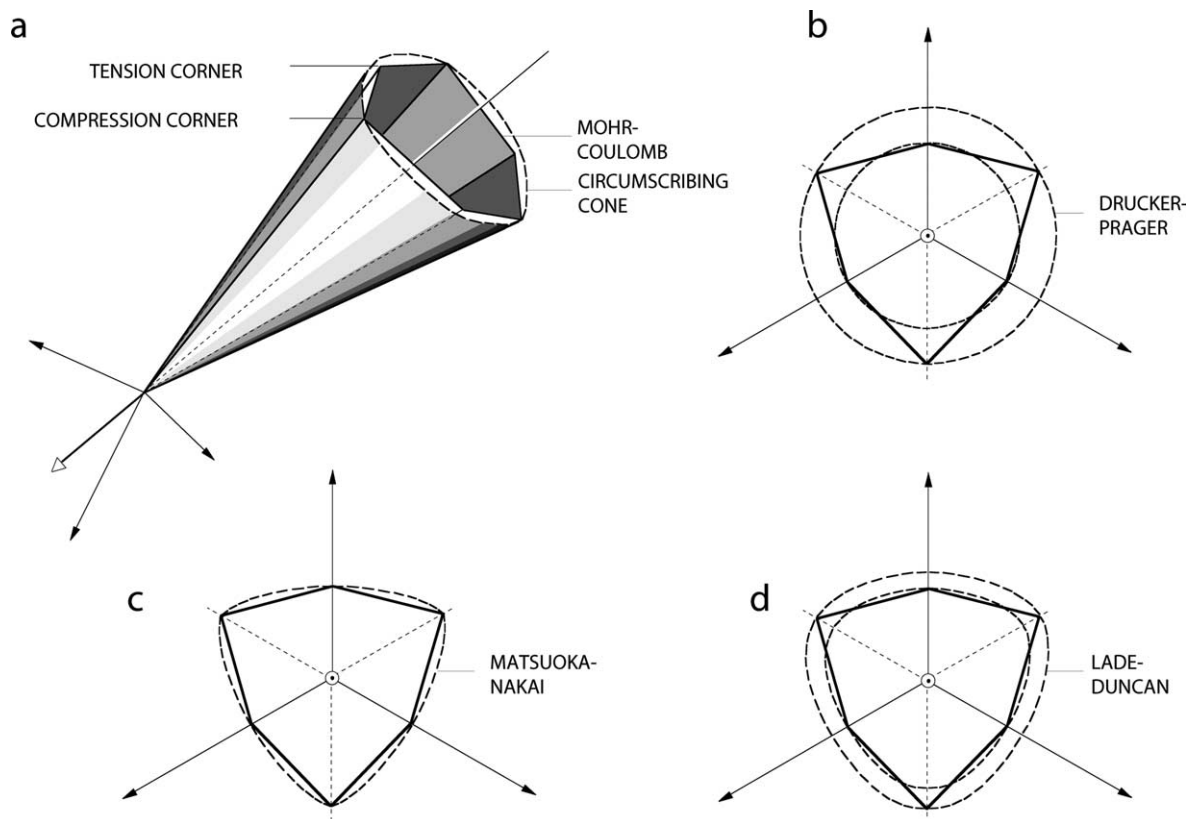 a
TENSION CORNER
COMPRESSION CORNER
MOHR-
COULOMB
CIRCUMSCRIBING
CONE
b
DRUCKER-
PRAGER
c
MATSUOKA-
NAKAI
d
LADE-
DUNCAN